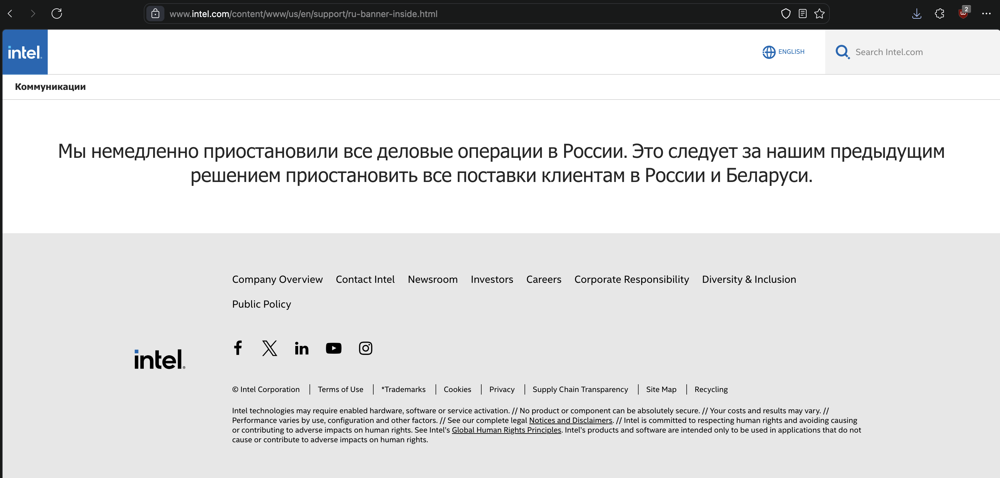 www.intel.com/content/www/us/en/support/ru-banner-inside.html
2
intel.
ENGLISH
Search Intel.com
Коммуникации
Мы немедленно приостановили все деловые операции в России. Это следует за нашим предыдущим
решением приостановить все поставки клиентам в России и Беларуси.
Company Overview Contact Intel Newsroom Investors Careers Corporate Responsibility Diversity & Inclusion
Public Policy
intel®
© Intel Corporation | Terms of Use | *Trademarks | Cookies | Privacy | Supply Chain Transparency | Site Map | Recycling
Intel technologies may require enabled hardware, software or service activation. // No product or component can be absolutely secure. // Your costs and results may vary. //
Performance varies by use, configuration and other factors. // See our complete legal Notices and Disclaimers. // Intel is committed to respecting human rights and avoiding causing
or contributing to adverse impacts on human rights. See Intel’s Global Human Rights Principles. Intel’s products and software are intended only to be used in applications that do not
cause or contribute to adverse impacts on human rights.